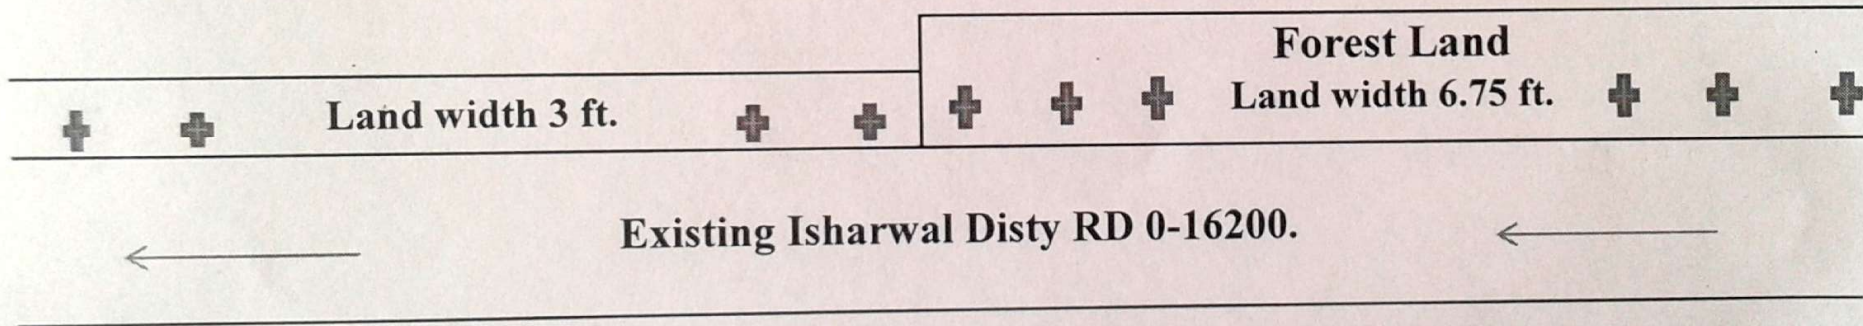 Forest Land
Land width 3 ft.
Land width 6.75 ft.
Existing Isharwal Disty RD 0-16200.